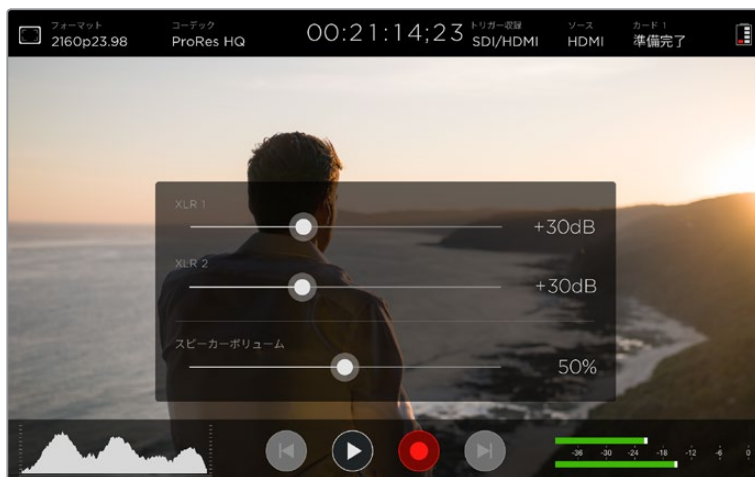 フォーマット コーデック トリガー収録 ソース カード 1
2160p23.98 ProRes HQ 00:21:14;23 SDI/HDMI HDMI 準備完了
XLR 1
+30dB
XLR 2
+30dB
スピーカーボリューム
50%
-36 -30 -24 -18 -12 -6 0